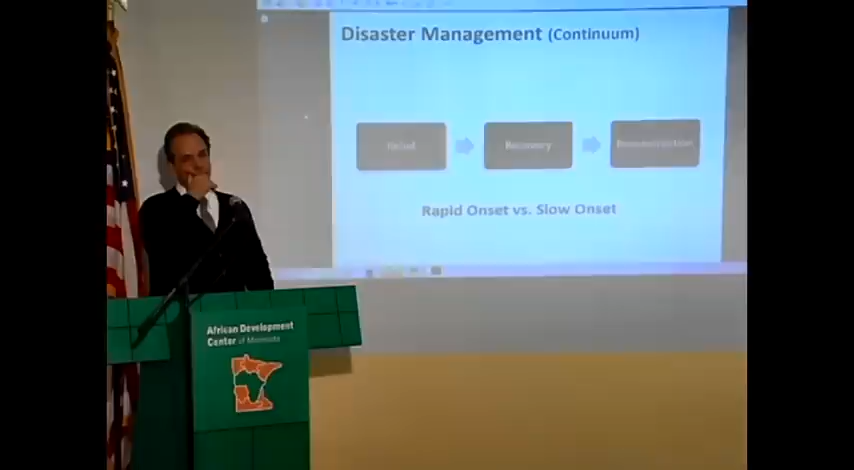 Disaster Management (Continuum)
Relief
Recovery
Reconstruction
Rapid Onset vs. Slow Onset
African Development
Center of Minnesota